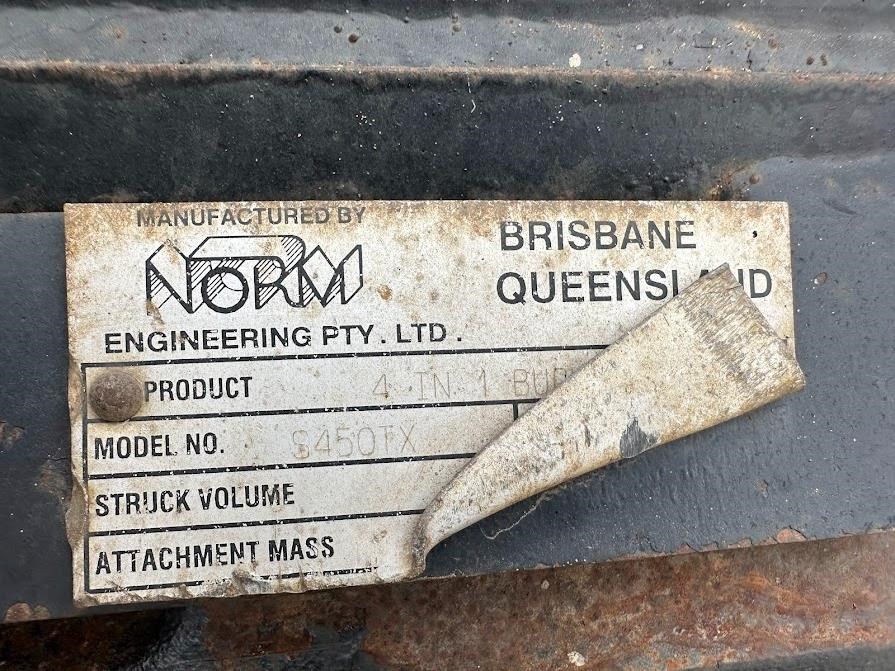 MANUFACTURED BY
NORM
ENGINEERING PTY. LTD.
BRISBANE
QUEENSLAND
PRODUCT 4 IN 1
MODEL NO. S450TX
STRUCK VOLUME
ATTACHMENT MASS